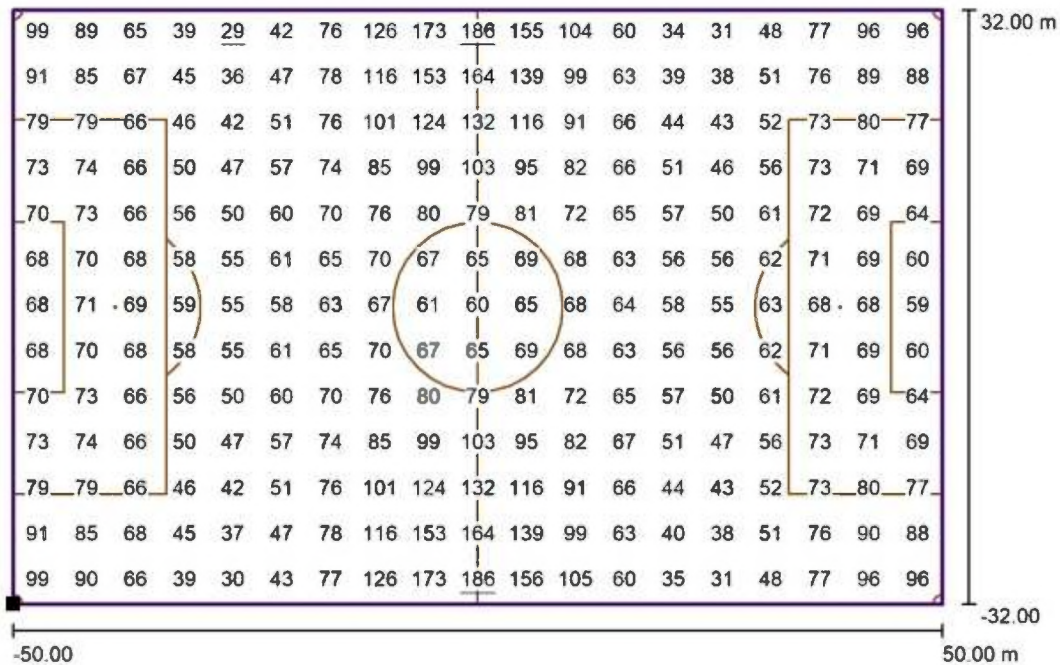 99 89 65 39 29 42 76 126 173 186 155 104 60 34 31 48 77 96 96 32.00 m
91 85 67 45 36 47 78 116 153 164 139 99 63 39 38 51 76 89 88
79 79 66 46 42 51 76 101 124 132 116 91 66 44 43 52 73 80 77
73 74 66 50 47 57 74 85 99 103 95 82 66 51 46 56 73 71 69
70 73 66 56 50 60 70 76 80 79 81 72 65 57 50 61 72 69 64
68 70 68 58 55 61 65 70 67 65 69 68 63 56 56 62 71 69 60
68 71 69 59 55 58 63 67 61 60 65 68 64 58 55 63 68 68 59
68 70 68 58 55 61 65 70 67 65 69 68 63 56 56 62 71 69 60
70 73 66 56 50 60 70 76 80 79 81 72 65 57 50 61 72 69 64
73 74 66 50 47 57 74 85 99 103 95 82 67 51 47 56 73 71 69
79 79 66 46 42 51 76 101 124 132 116 91 66 44 43 52 73 80 77
91 85 68 45 37 47 78 116 153 164 139 99 63 40 38 51 76 90 88
99 90 66 39 30 43 77 126 173 186 156 105 60 35 31 48 77 96 96
-32.00
-50.00 50.00 m